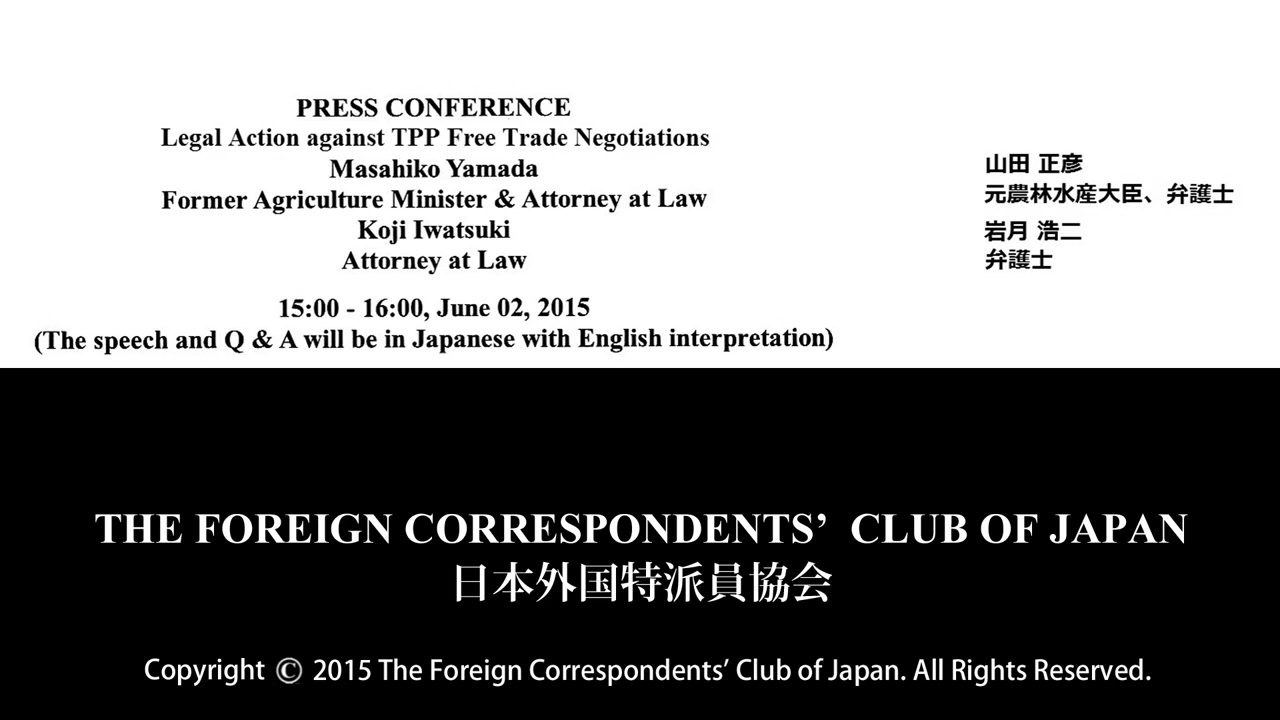 PRESS CONFERENCE
Legal Action against TPP Free Trade Negotiations
Masahiko Yamada
Former Agriculture Minister & Attorney at Law
Koji Iwatsuki
Attorney at Law
15:00 - 16:00, June 02, 2015
(The speech and Q & A will be in Japanese with English interpretation)
山田 正彦
元農林水産大臣、弁護士
岩月 浩二
弁護士
THE FOREIGN CORRESPONDENTS’ CLUB OF JAPAN
日本外国特派員協会
Copyright © 2015 The Foreign Correspondents’ Club of Japan. All Rights Reserved.